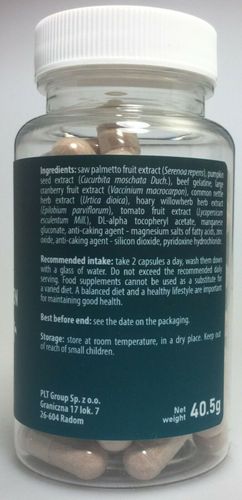 Ingredients: saw palmetto fruit extract (Serenoa repens), pumpkin
seed extract (Cucurbita moschata Duch.), beef gelatine, large
cranberry fruit extract (Vaccinium macrocarpon), common nettle
herb extract (Urtica dioica), hoary willowherb herb extract
(Epilobium parviflorum), tomato fruit extract (Lycopersicon
esculentum Mill.), DL-alpha tocopheryl acetate, manganese
gluconate, anti-caking agent - magnesium salts of fatty acids, zinc
oxide, anti-caking agent - silicon dioxide, pyridoxine hydrochloride.
Recommended intake: take 2 capsules a day, wash them down
with a glass of water. Do not exceed the recommended daily
serving. Food supplements cannot be used as a substitute for
a varied diet. A balanced diet and a healthy lifestyle are important
for maintaining good health.
Best before end: see the date on the packaging.
Storage: store at room temperature, in a dry place. Keep out
of reach of small children.
PLT Group Sp. z o.o.
Graniczna 17 lok. 7
26-604 Radom
Net
weight 40.5g